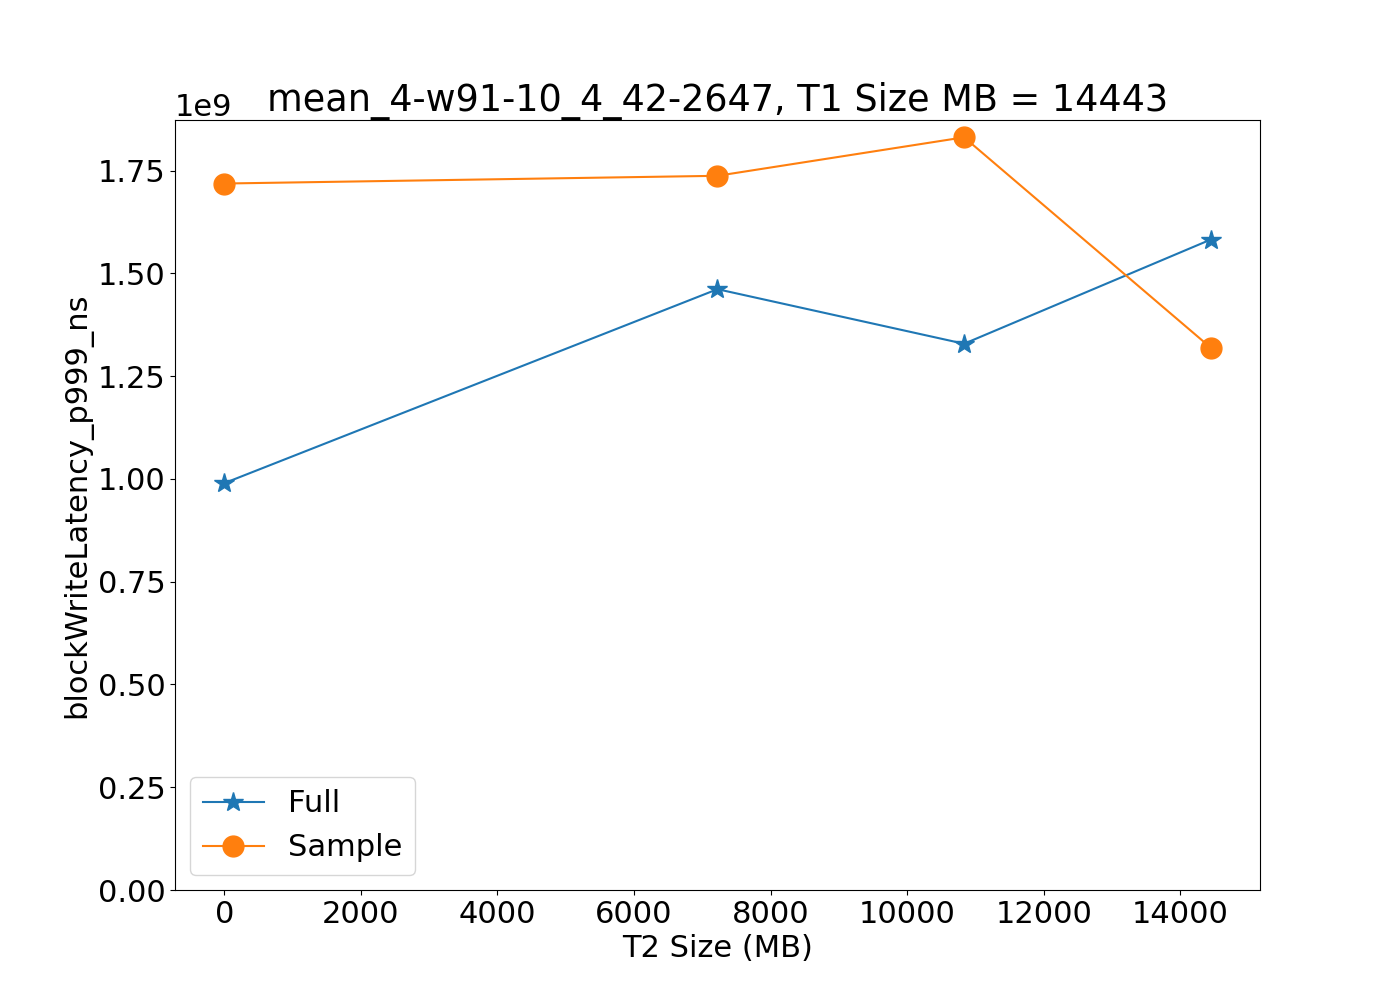 1e9
mean_4-w91-10_4_42-2647, T1 Size MB = 14443
blockWriteLatency_p999_ns
1.75
1.50
1.25
1.00
0.75
0.50
0.25
0.00
Full
Sample
0 2000 4000 6000 8000 10000 12000 14000
T2 Size (MB)